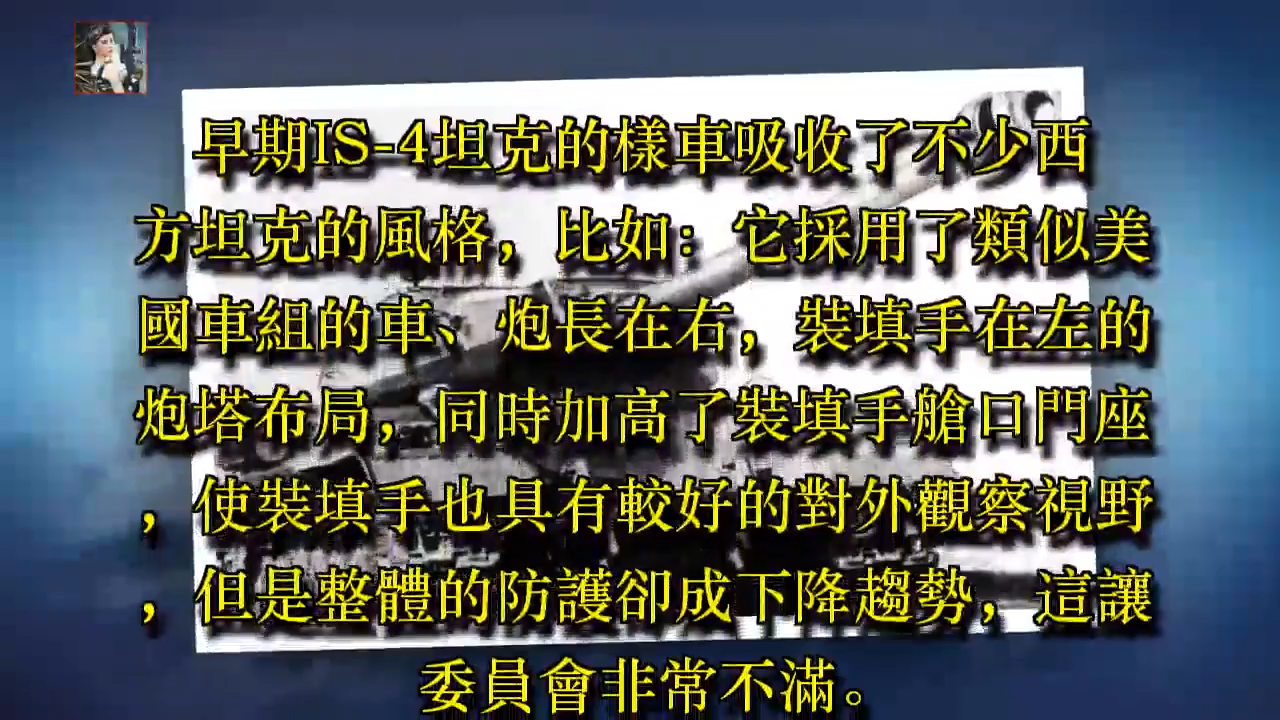 早期IS-4坦克的樣車吸收了不少西
方坦克的風格，比如：它採用了類似美
國車組的車、炮長在右，裝填手在左的
炮塔布局，同時加高了裝填手艙口門座
，使裝填手也具有較好的對外觀察視野
，但是整體的防護卻成下降趨勢，這讓
委員會非常不滿。